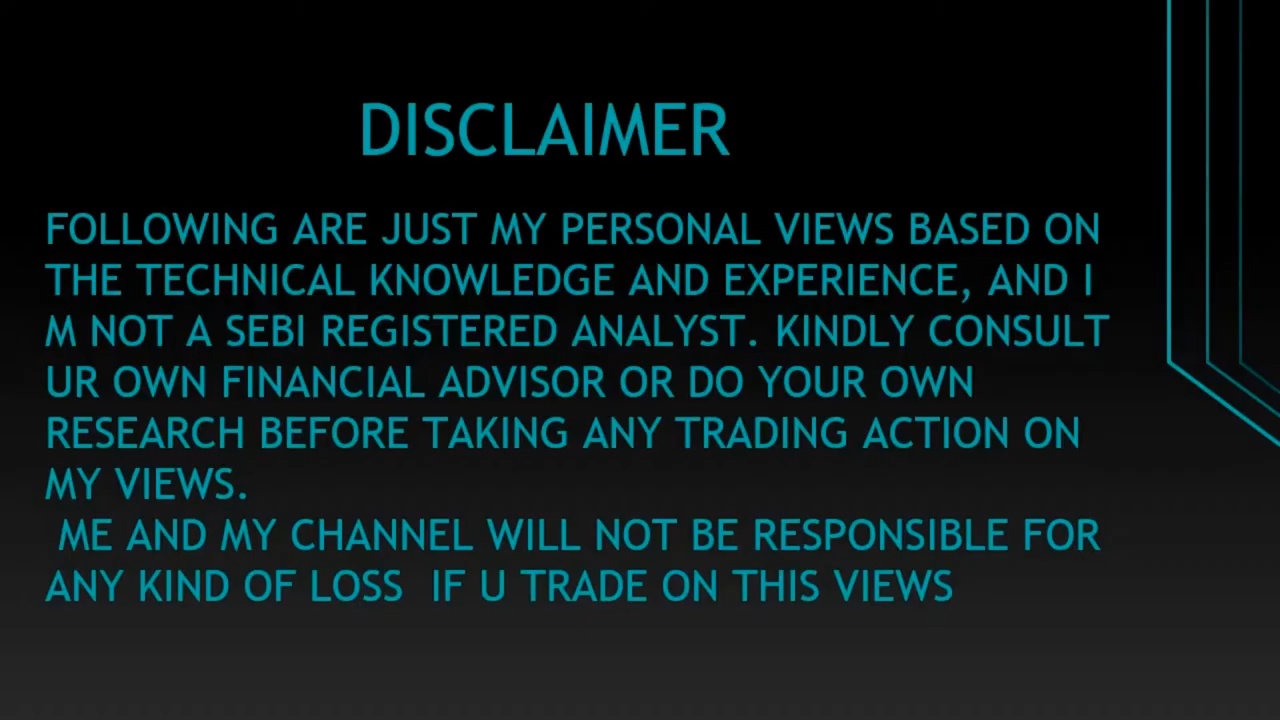 DISCLAIMER
FOLLOWING ARE JUST MY PERSONAL VIEWS BASED ON
THE TECHNICAL KNOWLEDGE AND EXPERIENCE, AND I
M NOT A SEBI REGISTERED ANALYST. KINDLY CONSULT
UR OWN FINANCIAL ADVISOR OR DO YOUR OWN
RESEARCH BEFORE TAKING ANY TRADING ACTION ON
MY VIEWS.
ME AND MY CHANNEL WILL NOT BE RESPONSIBLE FOR
ANY KIND OF LOSS  IF U TRADE ON THIS VIEWS